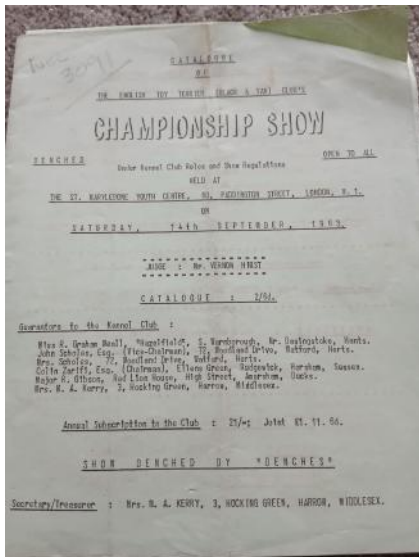 CATALOGUE
OF
THE ENGLISH TOY TERRIER (BLACK & TAN) CLUB'S
CHAMPIONSHIP SHOW
BENCHED
OPEN TO ALL
Under Kennel Club Rules and Show Regulations
HELD AT
THE ST. MARYLEBONE YOUTH CENTRE, PADDINGTON STREET, LONDON, W.1.
ON
SATURDAY, 14th SEPTEMBER,
JUDGE : Mr. VERNON HIRST
CATALOGUE : 2/6d.
Guarantors to the Kennel Club :
Miss R. Graham Weall, "Hazelfield", S. Warnborough, Nr. Basingstoke, Hants.
John Scholes, Esq. (Vice-Chairman), 77, Woodland Drive, Watford, Herts.
Mrs. Scholes, 77, Woodland Drive, Watford, Herts.
Colin Zarifi, Esq. (Chairman), Ellens Green, Rudgewick, Horsham, Sussex.
Major R. Gibson, Red Lion House, High Street, Amersham, Bucks.
Mrs. M. A. Kerry, 3, Hocking Green, Harrow, Middlesex.
Annual Subscription to the Club : 21/-; Joint £1. 11. 6d.
SHOW BENCHED BY "BENCHES"
Secretary/Treasurer : Mrs. M. A. KERRY, 3, HOCKING GREEN, HARROW, MIDDLESEX.